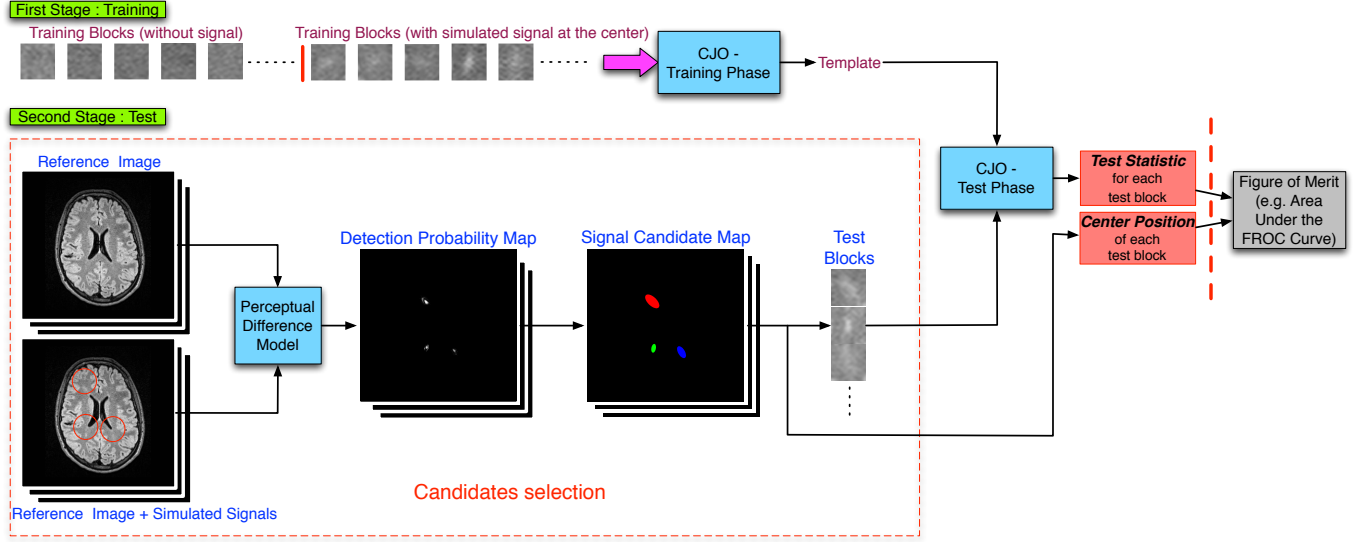 First Stage : Training
Training Blocks (without signal)
Training Blocks (with simulated signal at the center)
CJO -
Training Phase
Template
Second Stage : Test
Reference Image
Reference Image + Simulated Signals
Perceptual
Difference
Model
Detection Probability Map
Signal Candidate Map
Test
Blocks
Candidates selection
CJO -
Test Phase
Test Statistic
for each
test block
Center Position
of each
test block
Figure of Merit
(e.g. Area
Under the
FROC Curve)